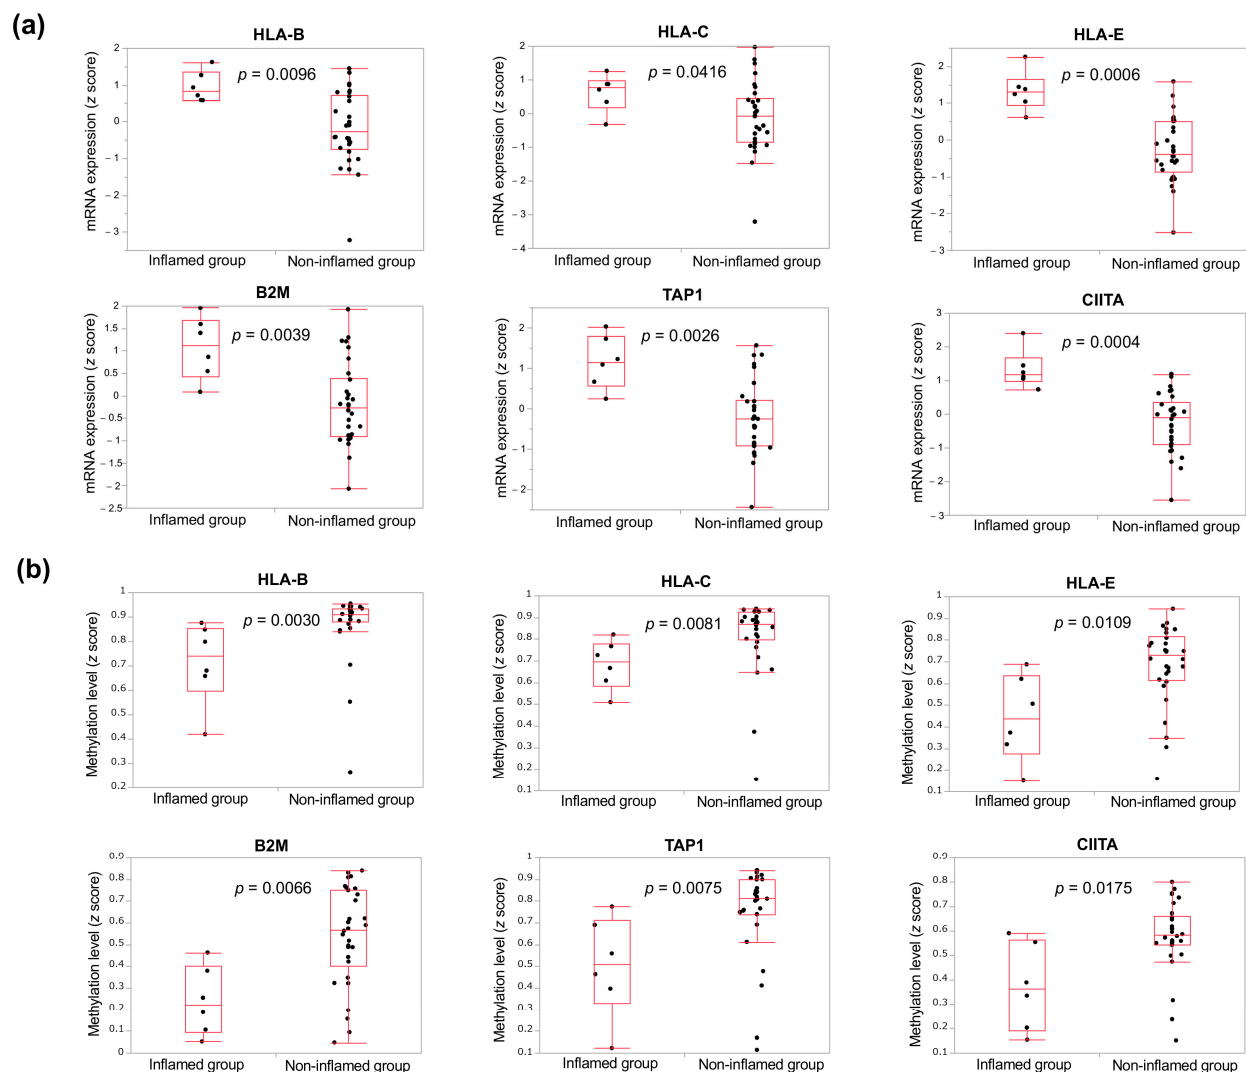 (a)
HLA-B
HLA-C
HLA-E
mRNA expression (z score)
2
1
0
− 1
− 2
− 3
p = 0.0096
Inflamed group
Non-inflamed group
mRNA expression (z score)
2
1
0
− 1
− 2
− 3
− 4
p = 0.0416
Inflamed group
Non-inflamed group
mRNA expression (z score)
2
1
0
− 1
− 2
− 3
p = 0.0006
Inflamed group
Non-inflamed group
B2M
TAP1
CIITA
mRNA expression (z score)
2
1.5
1
0.5
0
− 0.5
− 1
− 1.5
− 2
− 2.5
p = 0.0039
Inflamed group
Non-inflamed group
mRNA expression (z score)
2
1
0
− 1
− 2
p = 0.0026
Inflamed group
Non-inflamed group
mRNA expression (z score)
3
2
1
0
− 1
− 2
− 3
p = 0.0004
Inflamed group
Non-inflamed group
(b)
HLA-B
HLA-C
HLA-E
Methylation level (z score)
1
0.9
0.8
0.7
0.6
0.5
0.4
0.3
0.2
p = 0.0030
Inflamed group
Non-inflamed group
Methylation level (z score)
1
0.9
0.8
0.7
0.6
0.5
0.4
0.3
0.2
0.1
p = 0.0081
Inflamed group
Non-inflamed group
Methylation level (z score)
1
0.9
0.8
0.7
0.6
0.5
0.4
0.3
0.2
0.1
p = 0.0109
Inflamed group
Non-inflamed group
B2M
TAP1
CIITA
Methylation level (z score)
0.9
0.8
0.7
0.6
0.5
0.4
0.3
0.2
0.1
0
p = 0.0066
Inflamed group
Non-inflamed group
Methylation level (z score)
1
0.9
0.8
0.7
0.6
0.5
0.4
0.3
0.2
0.1
p = 0.0075
Inflamed group
Non-inflamed group
Methylation level (z score)
0.9
0.8
0.7
0.6
0.5
0.4
0.3
0.2
0.1
p = 0.0175
Inflamed group
Non-inflamed group